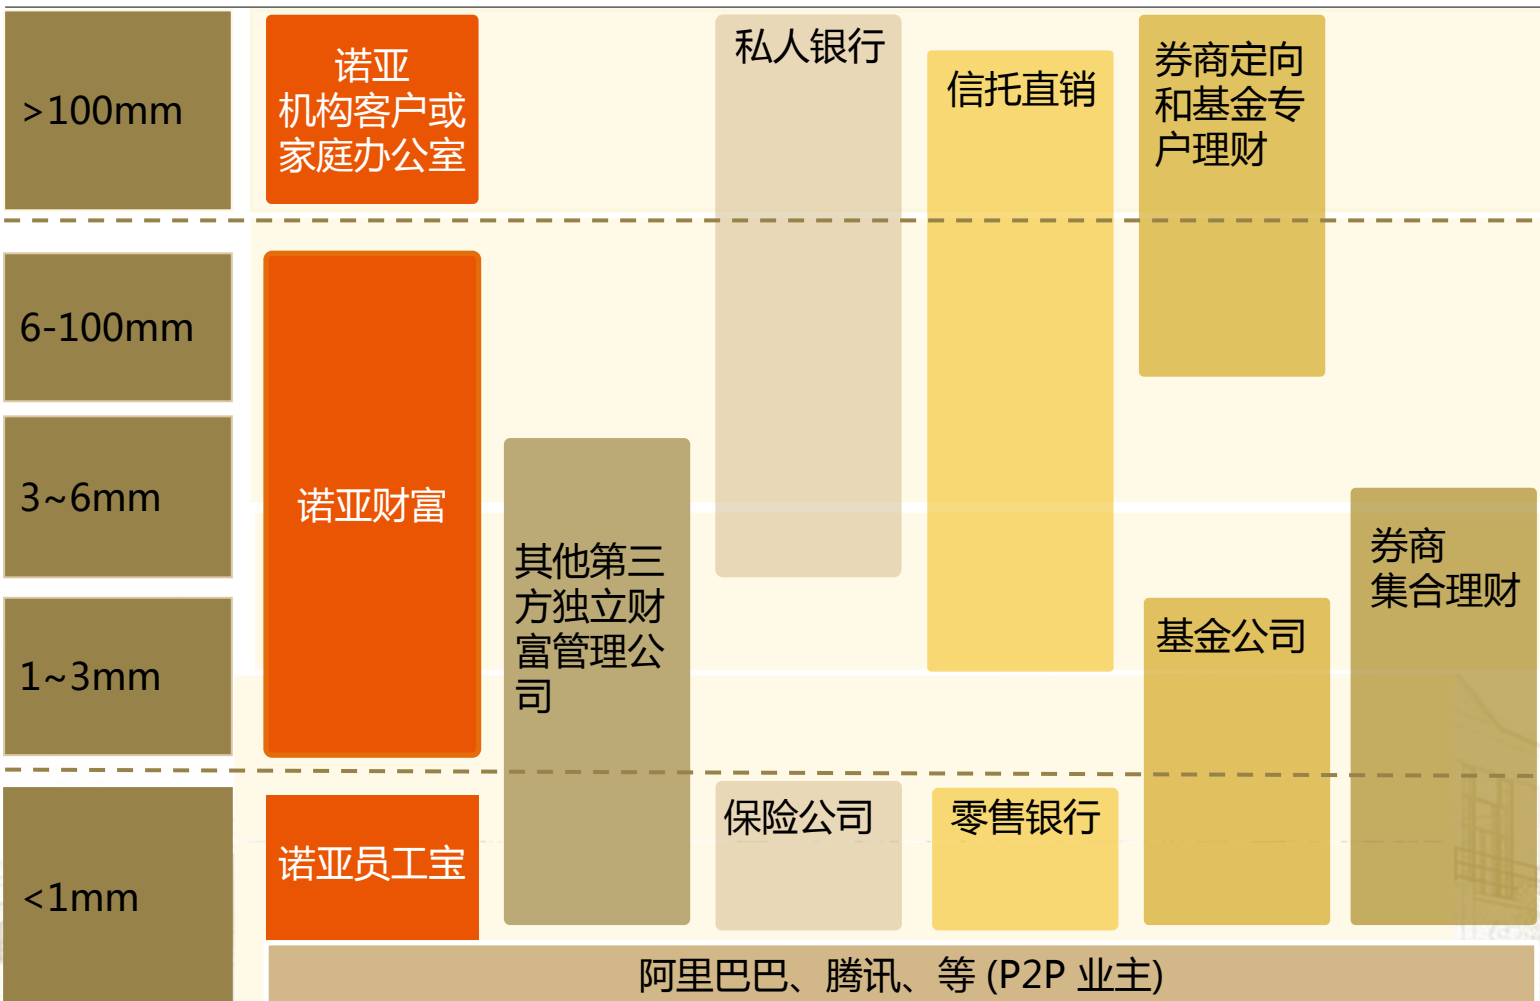 >100mm
诺亚
机构客户或
家庭办公室
私人银行
信托直销
券商定向
和基金专
户理财
6-100mm
3~6mm
诺亚财富
其他第三
方独立财
富管理公
司
券商
集合理财
1~3mm
基金公司
<1mm
诺亚员工宝
保险公司
零售银行
阿里巴巴、腾讯、等 (P2P 业主)